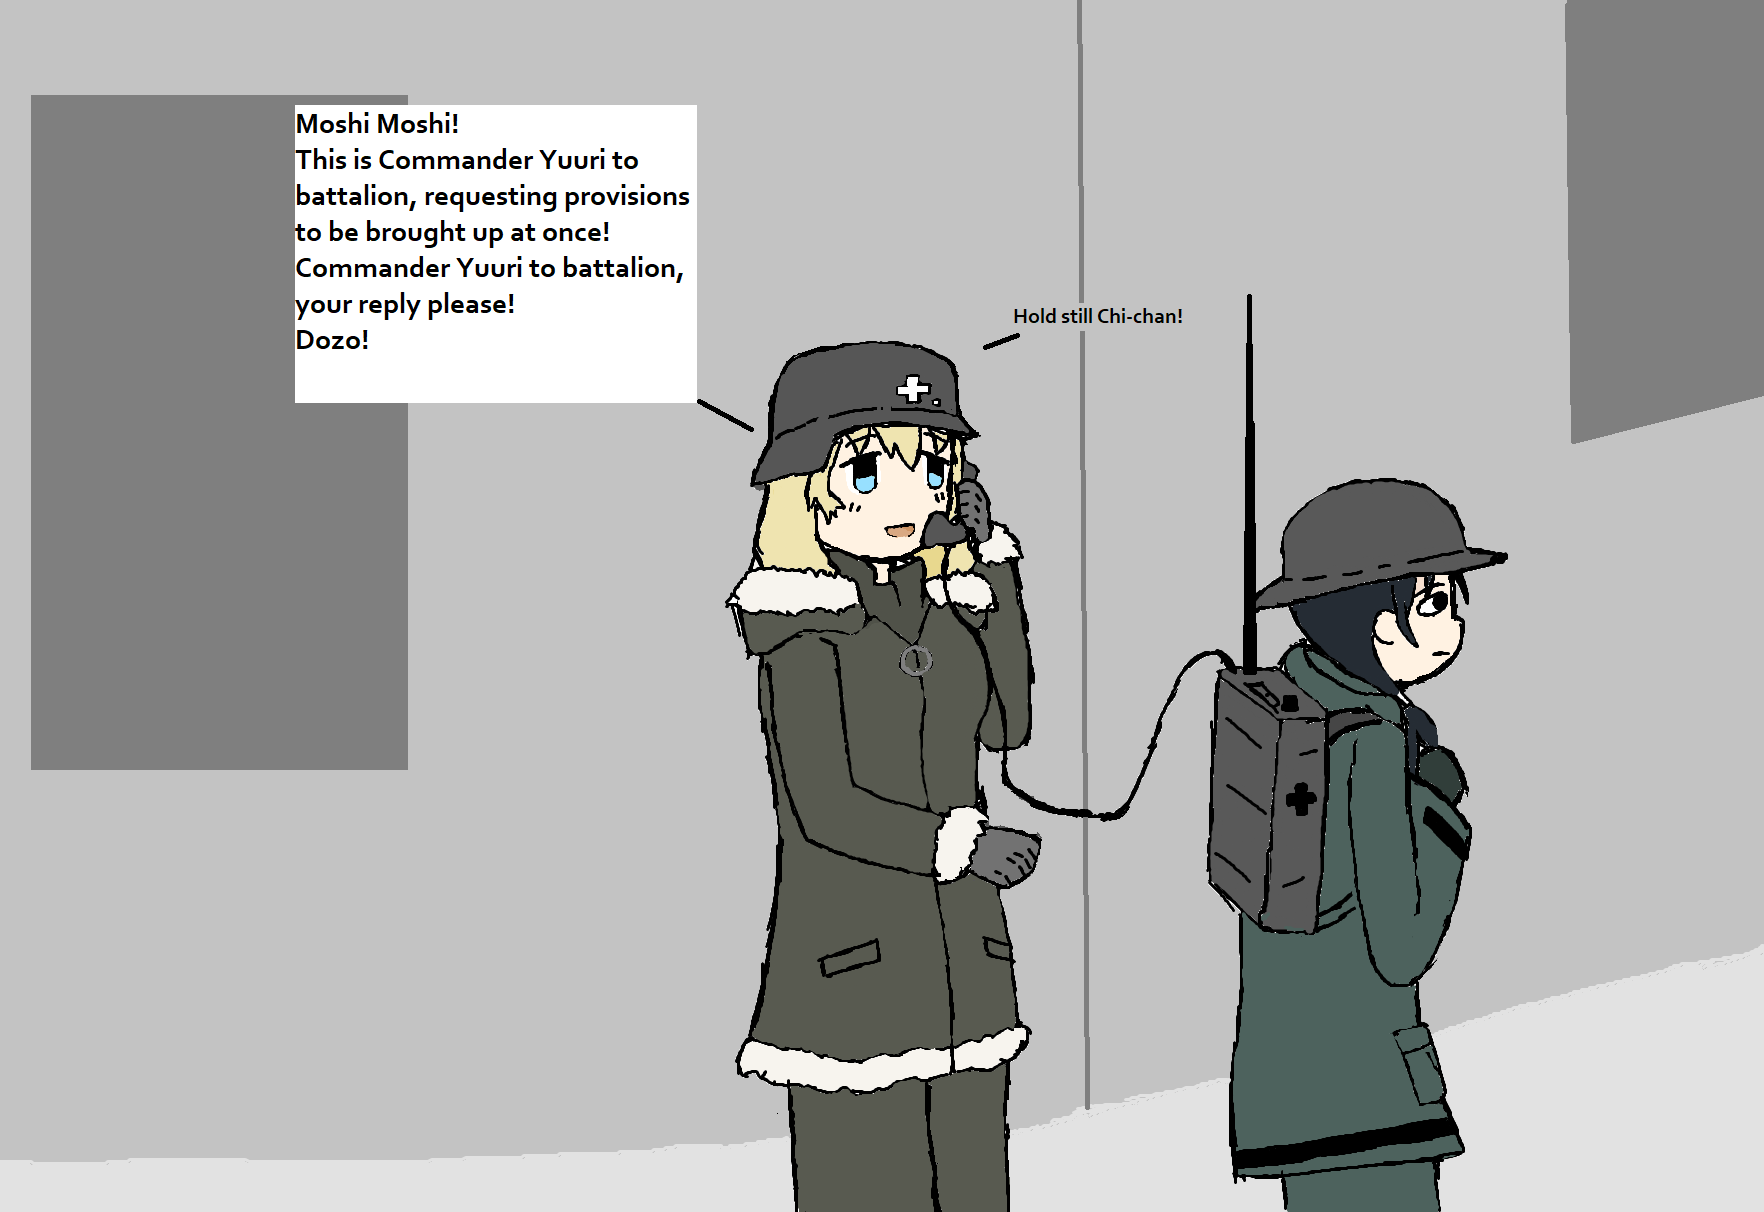 Moshi Moshi!
This is Commander Yuuri to
battalion, requesting provisions
to be brought up at once!
Commander Yuuri to battalion,
your reply please!
Dozo!
Hold still Chi-chan!